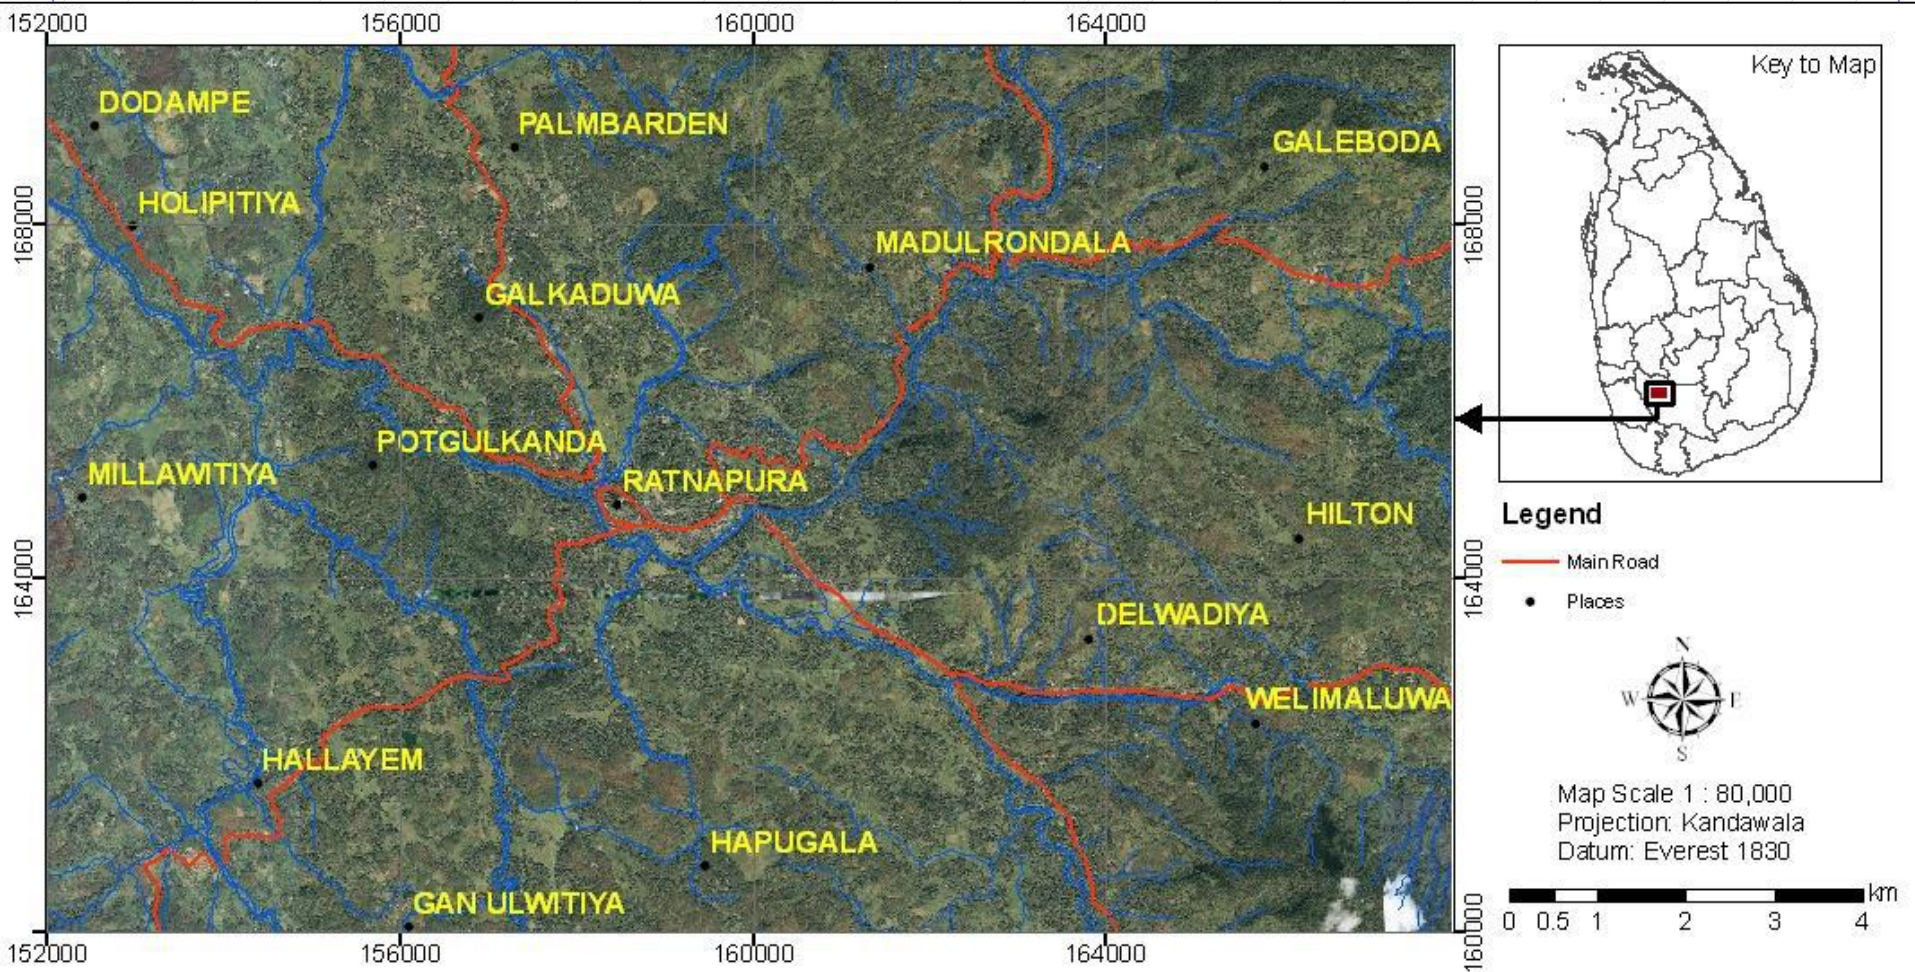 152000
156000
160000
164000
Key to Map
DODAMPE
PALMBARDEN
GALEBODA
HOLIPITIYA
168000
168000
MADULRONDALA
GALKADUWA
POTGULKANDA
MILLAWITIYA
RATNAPURA
HILTON
Legend
Main Road
Places
164000
164000
DELWADIYA
WELIMALUWA
N
W E
S
HALLAYEM
Map Scale 1 : 80,000
Projection: Kandawala
Datum: Everest 1830
HAPUGALA
GAN ULWITIYA
km
0 0.5 1 2 3 4
160000
152000
156000
160000
164000